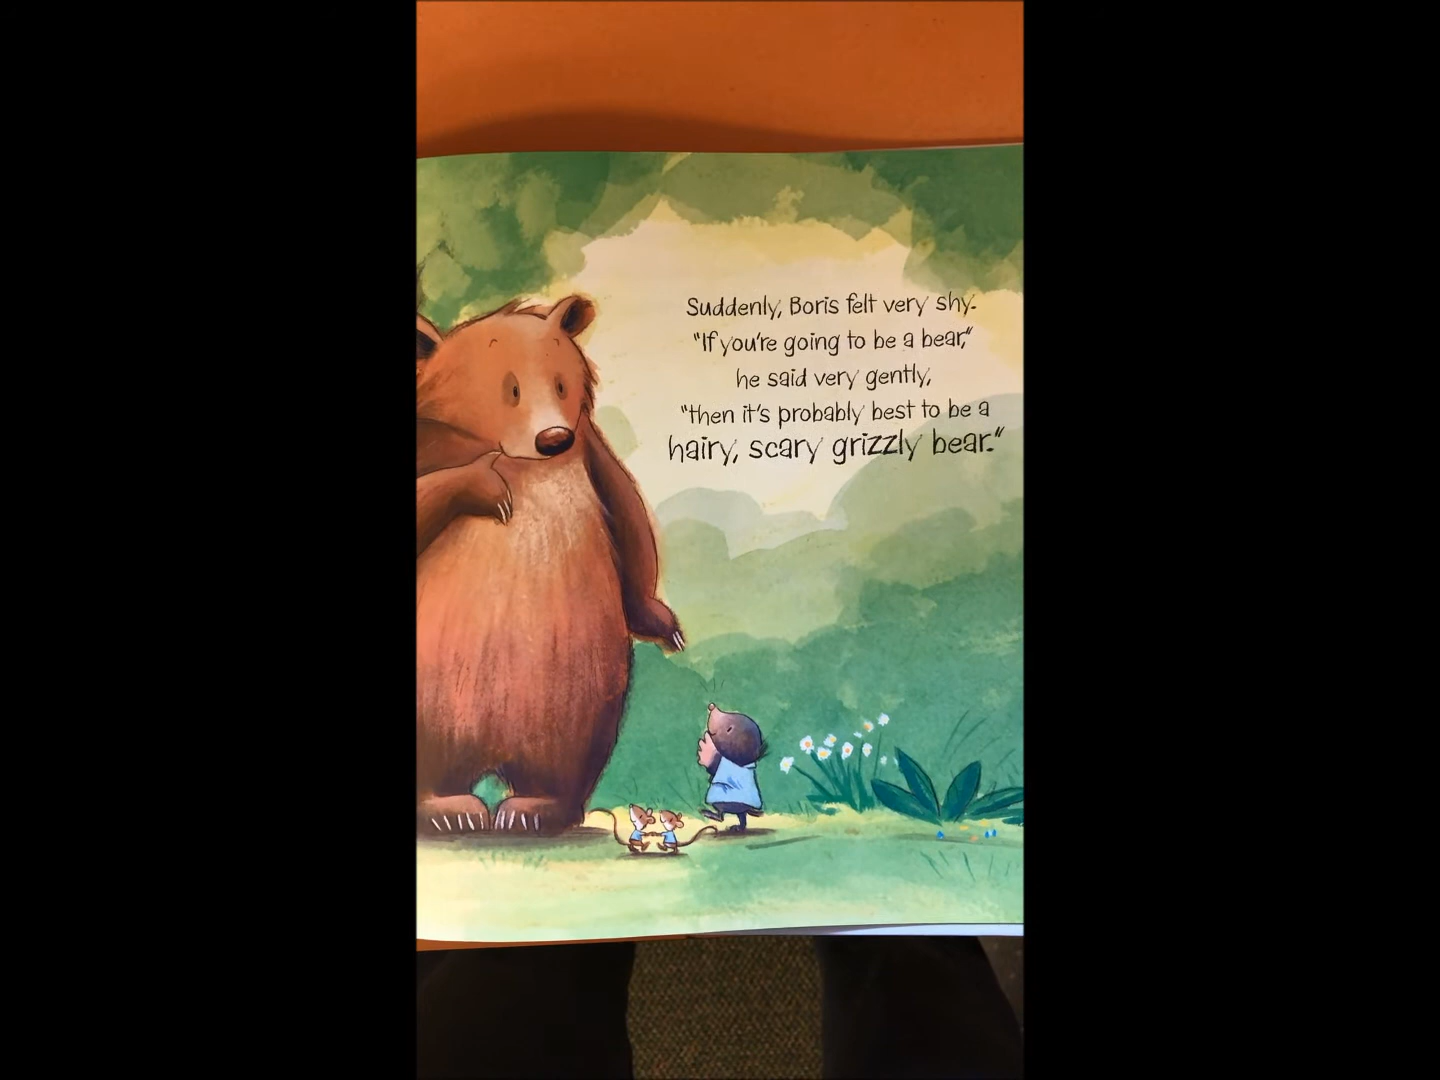 Suddenly, Boris felt very shy.
"If you're going to be a bear,"
he said very gently,
"then it's probably best to be a
hairy, scary grizzly bear."